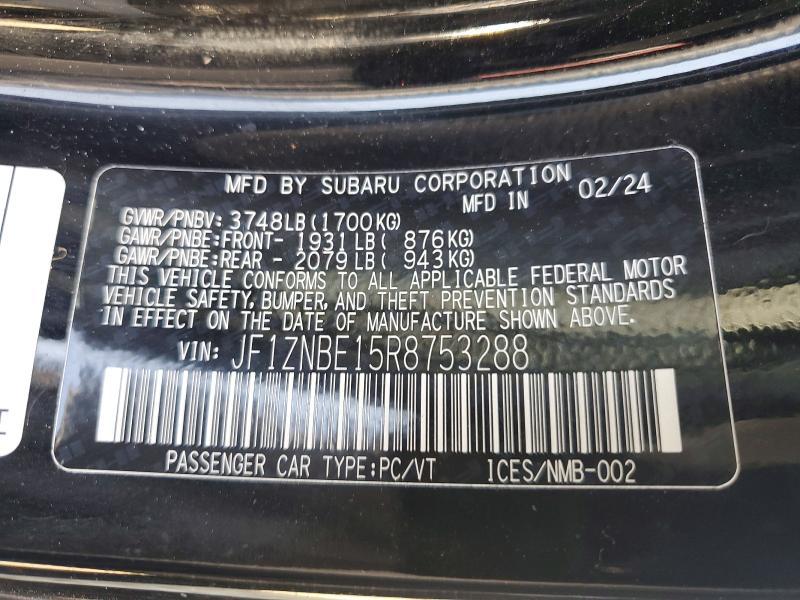 MFD BY SUBARU CORPORATION
MFD IN 02/24
GVWR/PNBV: 3748LB(1700KG)
GAWR/PNBE:FRONT- 1931LB( 876KG)
GAWR/PNBE:REAR - 2079LB( 943KG)
THIS VEHICLE CONFORMS TO ALL APPLICABLE FEDERAL MOTOR
VEHICLE SAFETY, BUMPER, AND THEFT PREVENTION STANDARDS
IN EFFECT ON THE DATE OF MANUFACTURE SHOWN ABOVE.
VIN: JF1ZNBE15R8753288
PASSENGER CAR TYPE:PC/VT ICES/NMB-002